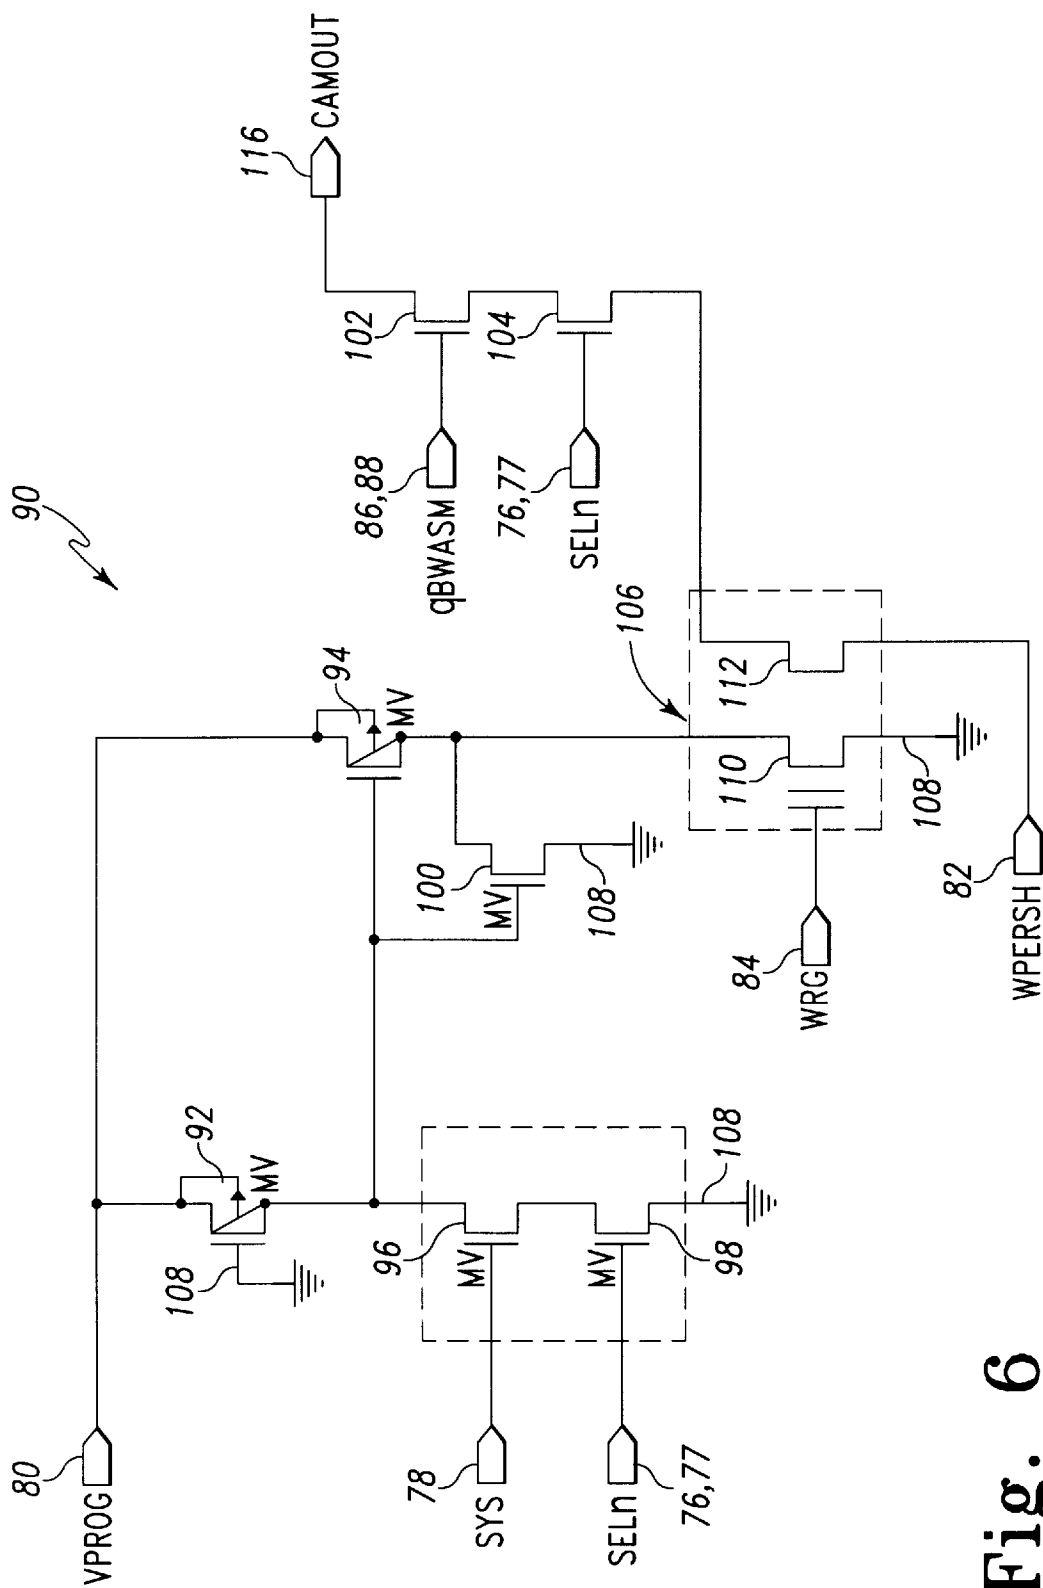 90
116
CAMOUT
102
86,88
qBWASM
104
76,77
SELn
94
MV
106
92
MV
108
80
VPROG
100
MV
108
110
112
108
96
MV
MV
98
108
78
SYS
SELn
76,77
84
WRG
82
WPERSH
Fig. 6